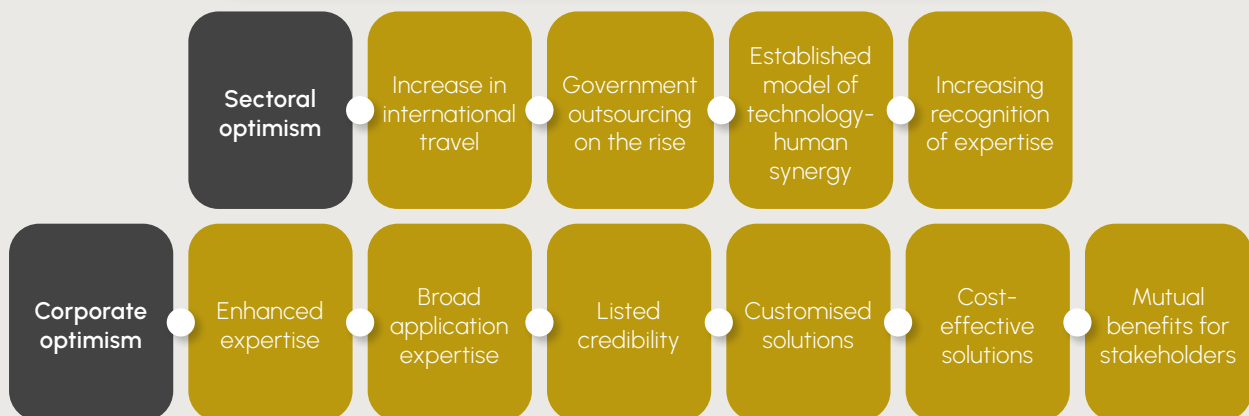 Sectoral
optimism
Increase in
international
travel
Government
outsourcing
on the rise
Established
model of
technology-
human
synergy
Increasing
recognition
of expertise
Corporate
optimism
Enhanced
expertise
Broad
application
expertise
Listed
credibility
Customised
solutions
Cost-
effective
solutions
Mutual
benefits for
stakeholders